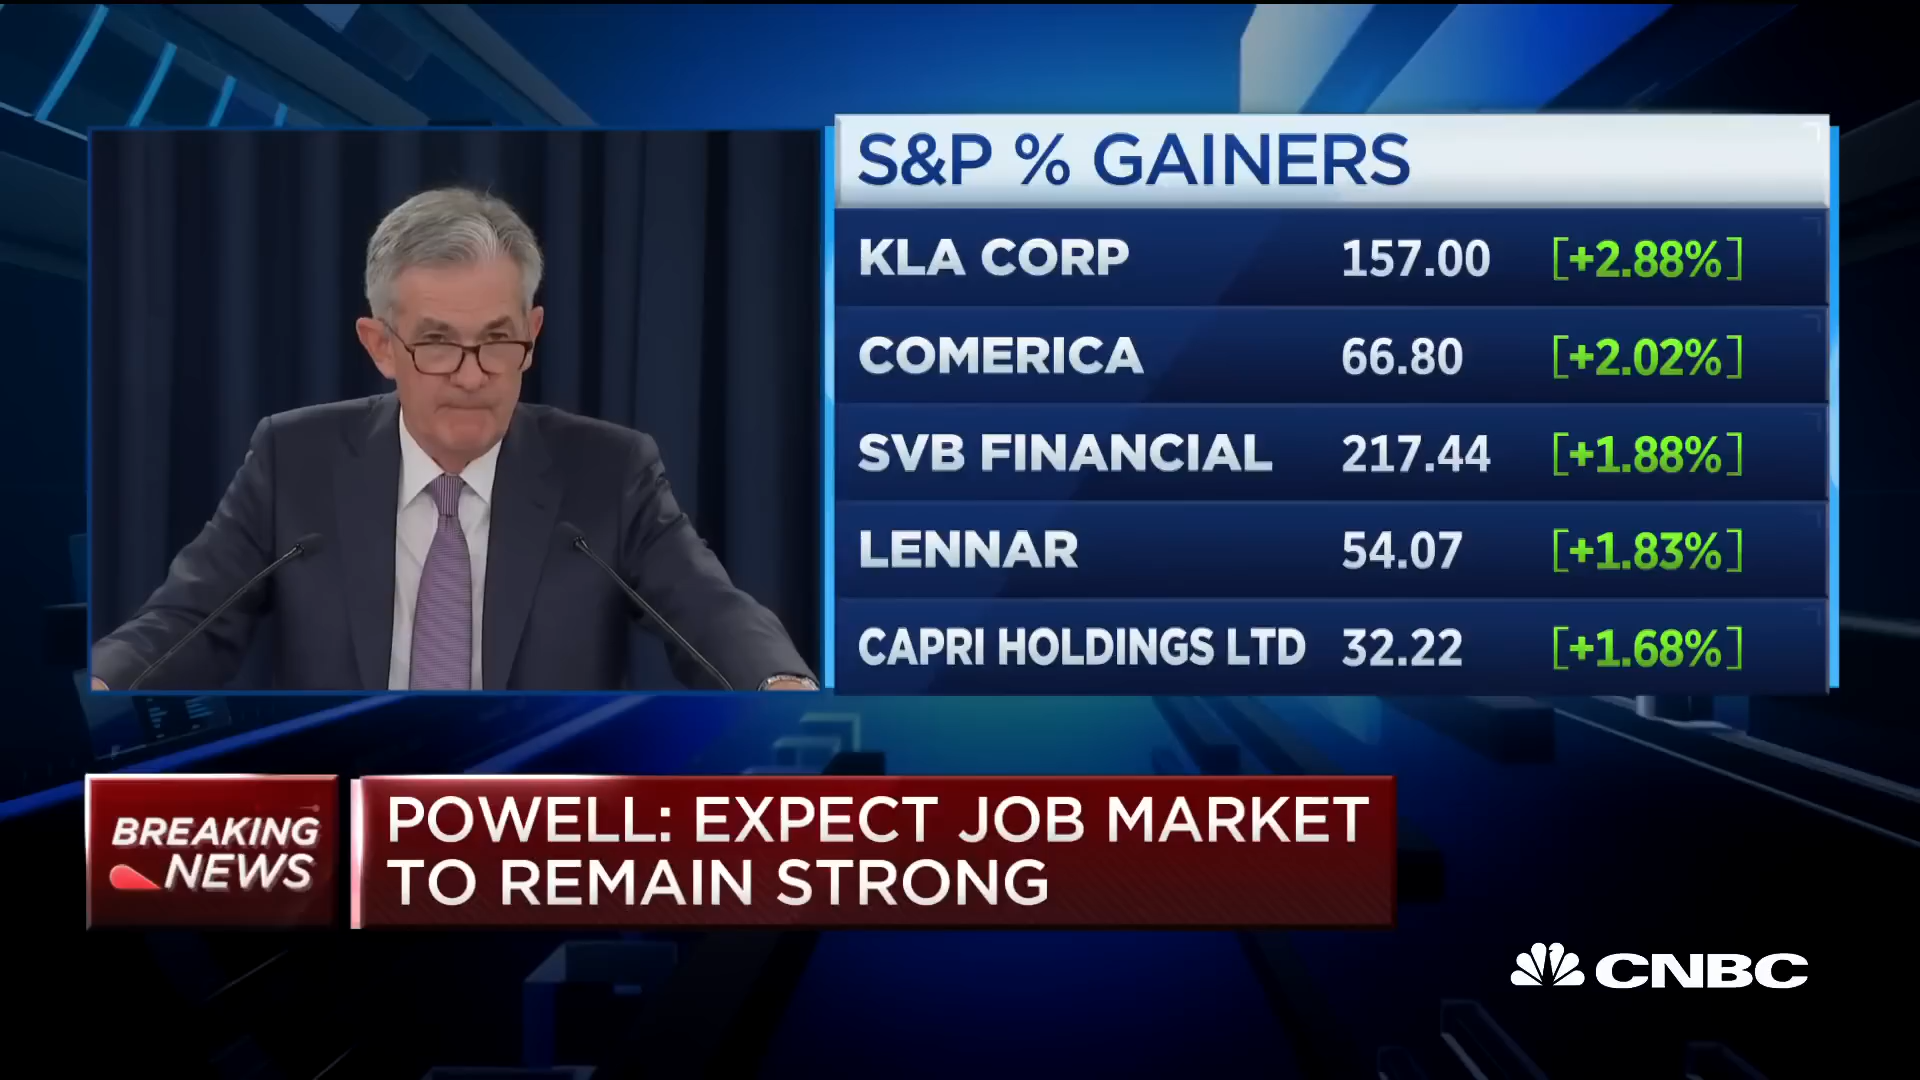 S&P % GAINERS
KLA CORP 157.00 [+2.88%]
COMERICA 66.80 [+2.02%]
SVB FINANCIAL 217.44 [+1.88%]
LENNAR 54.07 [+1.83%]
CAPRI HOLDINGS LTD 32.22 [+1.68%]
BREAKING
NEWS
POWELL: EXPECT JOB MARKET
TO REMAIN STRONG
CNBC